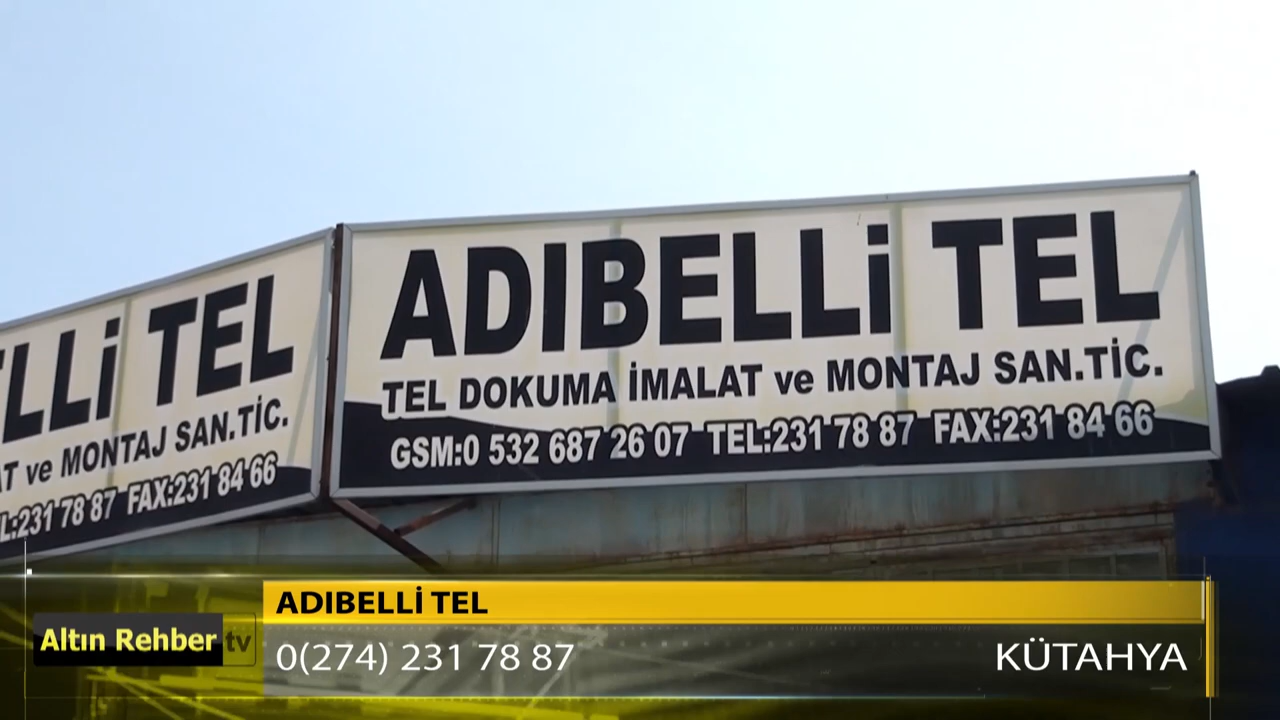 ADIBELLİ TEL
TEL DOKUMA İMALAT ve MONTAJ SAN.TİC.
GSM:0 532 687 26 07 TEL:231 78 87 FAX:231 84 66
ELLİ TEL
AT ve MONTAJ SAN.TİC.
L:231 78 87 FAX:231 84 66
ADIBELLİ TEL
Altın Rehber tv
0(274) 231 78 87
KÜTAHYA